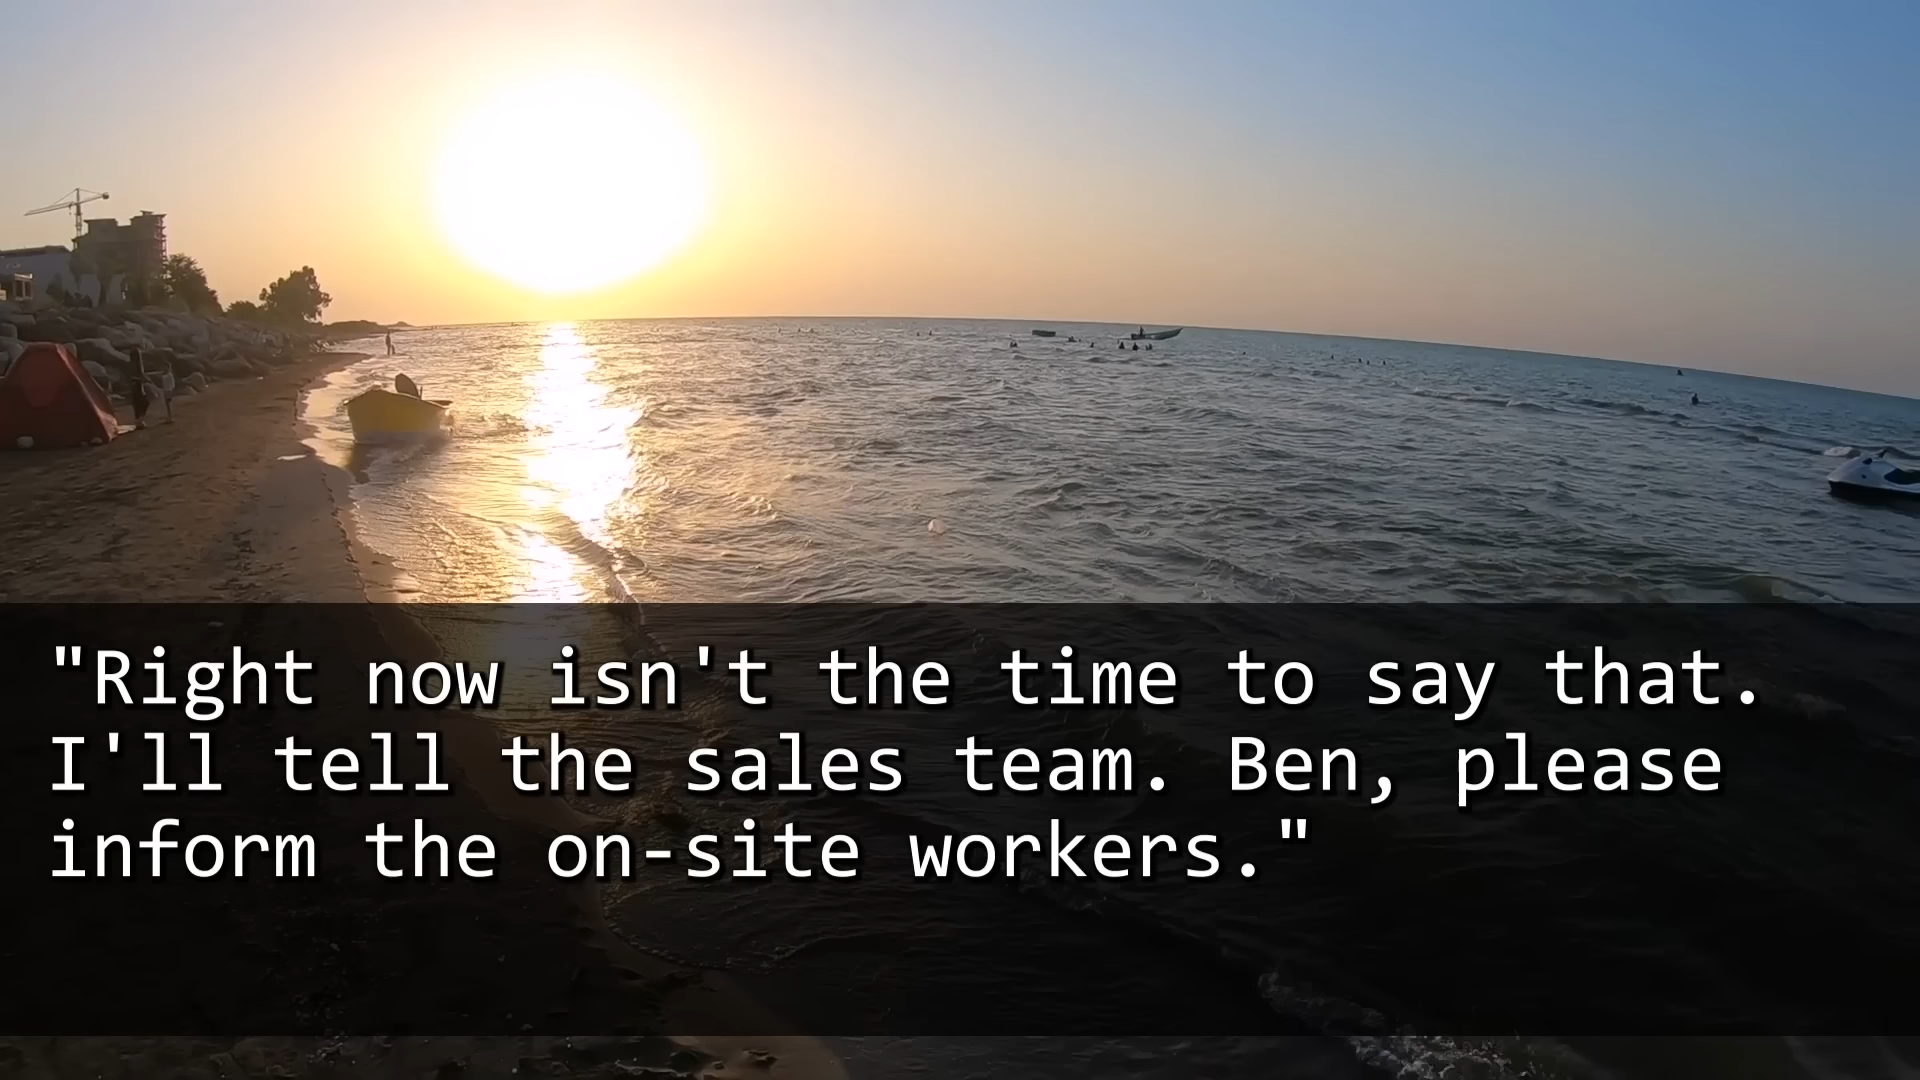 "Right now isn't the time to say that.
I'll tell the sales team. Ben, please
inform the on-site workers."